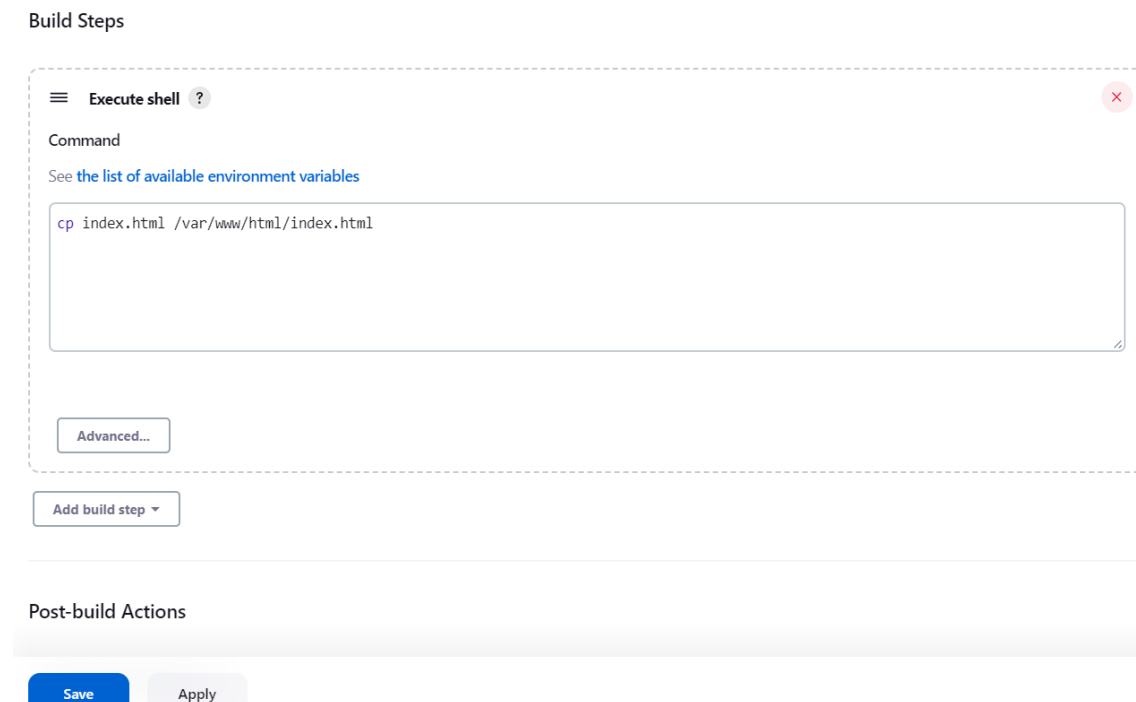 Build Steps
Execute shell ?
Command
See the list of available environment variables
cp index.html /var/www/html/index.html
Advanced...
Add build step
Post-build Actions
Save Apply